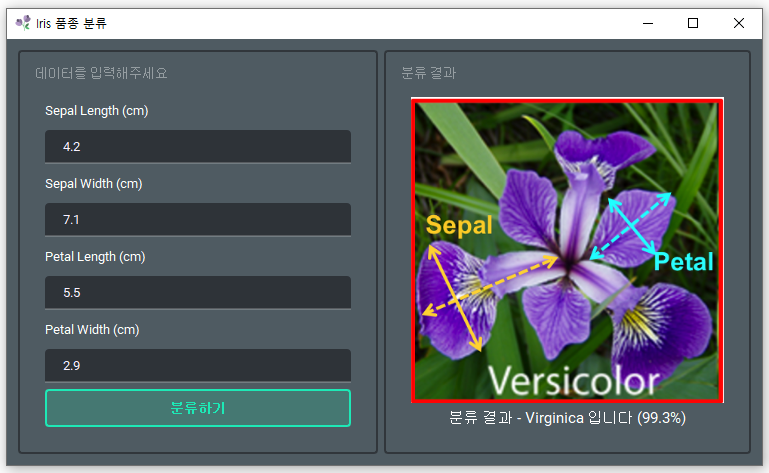 Iris 품종 분류
데이터를 입력해주세요
Sepal Length (cm)
4.2
Sepal Width (cm)
7.1
Petal Length (cm)
5.5
Petal Width (cm)
2.9
분류하기
분류 결과
Sepal
Petal
Versicolor
분류 결과 - Virginica 입니다 (99.3%)